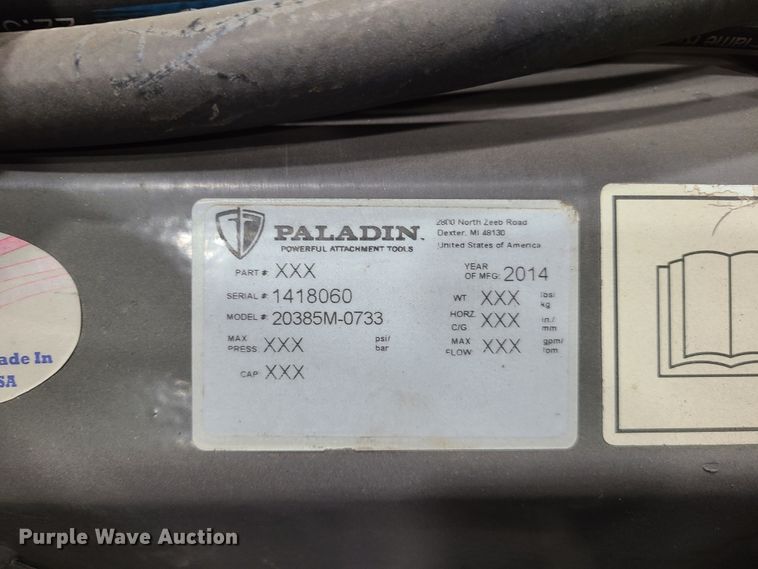 PALADIN
POWERFUL ATTACHMENT TOOLS
2800 North Zeeb Road
Dexter, MI 48130
United States of America
PART #: XXX
YEAR OF MFG: 2014
SERIAL #: 1418060
WT XXX lbs/ kg
MODEL #: 20385M-0733
HORZ C/G XXX in./ mm
MAX PRESS: XXX psi/ bar
MAX FLOW: XXX gpm/ lpm
CAP: XXX
ade In
SA
Purple Wave Auction